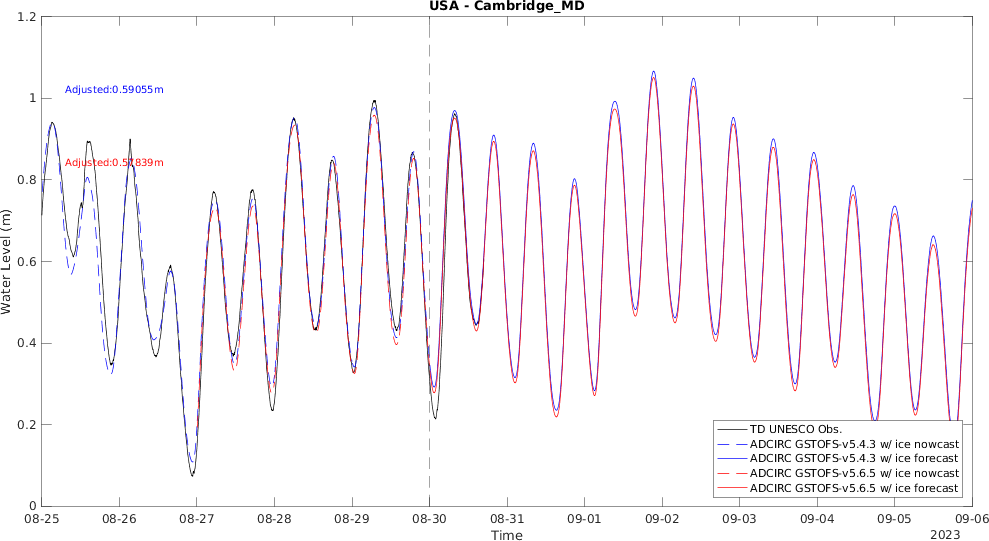 USA - Cambridge_MD
1.2
1
0.8
0.6
0.4
0.2
0
Water Level (m)
Adjusted:0.59055m
Adjusted:0.57839m
TD UNESCO Obs.
ADCIRC GSTOFS-v5.4.3 w/ ice nowcast
ADCIRC GSTOFS-v5.4.3 w/ ice forecast
ADCIRC GSTOFS-v5.6.5 w/ ice nowcast
ADCIRC GSTOFS-v5.6.5 w/ ice forecast
08-25 08-26 08-27 08-28 08-29 08-30 08-31 09-01 09-02 09-03 09-04 09-05 09-06
Time
2023